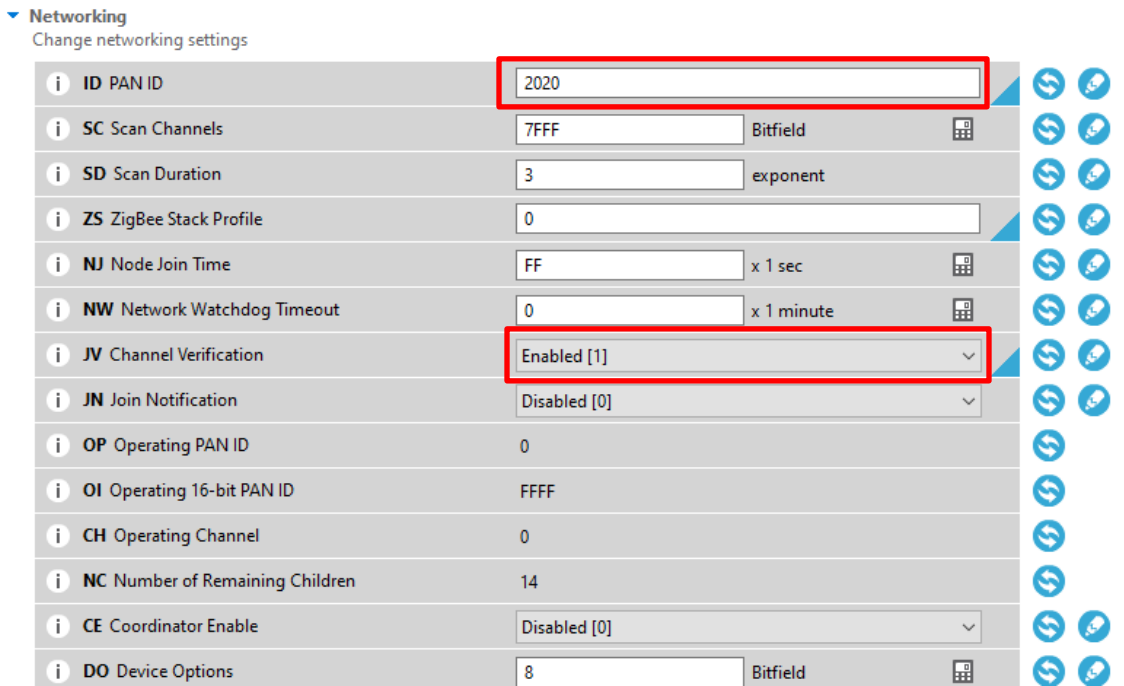 Networking
Change networking settings
i ID PAN ID 2020
i SC Scan Channels 7FFF Bitfield
i SD Scan Duration 3 exponent
i ZS ZigBee Stack Profile 0
i NJ Node Join Time FF x 1 sec
i NW Network Watchdog Timeout 0 x 1 minute
i JV Channel Verification Enabled [1]
i JN Join Notification Disabled [0]
i OP Operating PAN ID 0
i OI Operating 16-bit PAN ID FFFF
i CH Operating Channel 0
i NC Number of Remaining Children 14
i CE Coordinator Enable Disabled [0]
i DO Device Options 8 Bitfield